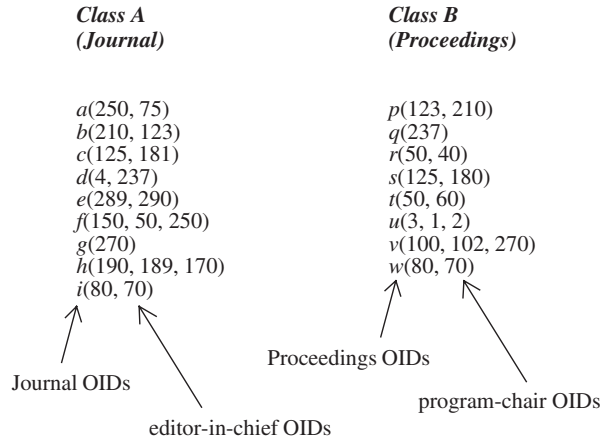 Class A
(Journal)
Class B
(Proceedings)
a(250, 75)
b(210, 123)
c(125, 181)
d(4, 237)
e(289, 290)
f(150, 50, 250)
g(270)
h(190, 189, 170)
i(80, 70)
p(123, 210)
q(237)
r(50, 40)
s(125, 180)
t(50, 60)
u(3, 1, 2)
v(100, 102, 270)
w(80, 70)
Journal OIDs
editor-in-chief OIDs
Proceedings OIDs
program-chair OIDs